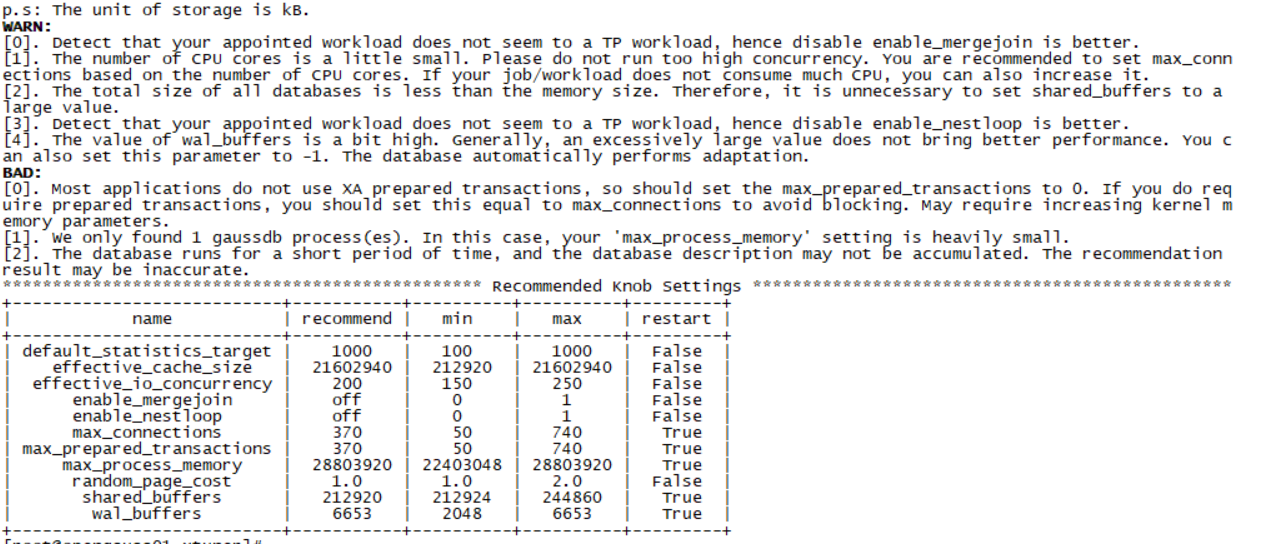 p.s: The unit of storage is kB.
WARN:
[0]. Detect that your appointed workload does not seem to a TP workload, hence disable enable_mergejoin is better.
[1]. The number of CPU cores is a little small. Please do not run too high concurrency. You are recommended to set max_conn
ections based on the number of CPU cores. If your job/workload does not consume much CPU, you can also increase it.
[2]. The total size of all databases is less than the memory size. Therefore, it is unnecessary to set shared_buffers to a
large value.
[3]. Detect that your appointed workload does not seem to a TP workload, hence disable enable_nestloop is better.
[4]. The value of wal_buffers is a bit high. Generally, an excessively large value does not bring better performance. You c
an also set this parameter to -1. The database automatically performs adaptation.
BAD:
[0]. Most applications do not use XA prepared transactions, so should set the max_prepared_transactions to 0. If you do req
uire prepared transactions, you should set this equal to max_connections to avoid blocking. May require increasing kernel m
emory parameters.
[1]. We only found 1 gaussdb process(es). In this case, your 'max_process_memory' setting is heavily small.
[2]. The database runs for a short period of time, and the database description may not be accumulated. The recommendation
result may be inaccurate.
************************************************ Recommended Knob Settings ************************************************
+----------------------------+-----------+----------+----------+---------+
| name | recommend | min | max | restart |
+----------------------------+-----------+----------+----------+---------+
| default_statistics_target | 1000 | 100 | 1000 | False |
| effective_cache_size | 21602940 | 212920 | 21602940 | False |
| effective_io_concurrency | 200 | 150 | 250 | False |
| enable_mergejoin | off | 0 | 1 | False |
| enable_nestloop | off | 0 | 1 | False |
| max_connections | 370 | 50 | 740 | True |
| max_prepared_transactions | 370 | 50 | 740 | True |
| max_process_memory | 28803920 | 22403048 | 28803920 | True |
| random_page_cost | 1.0 | 1.0 | 2.0 | False |
| shared_buffers | 212920 | 212924 | 244860 | True |
| wal_buffers | 6653 | 2048 | 6653 | True |
+----------------------------+-----------+----------+----------+---------+